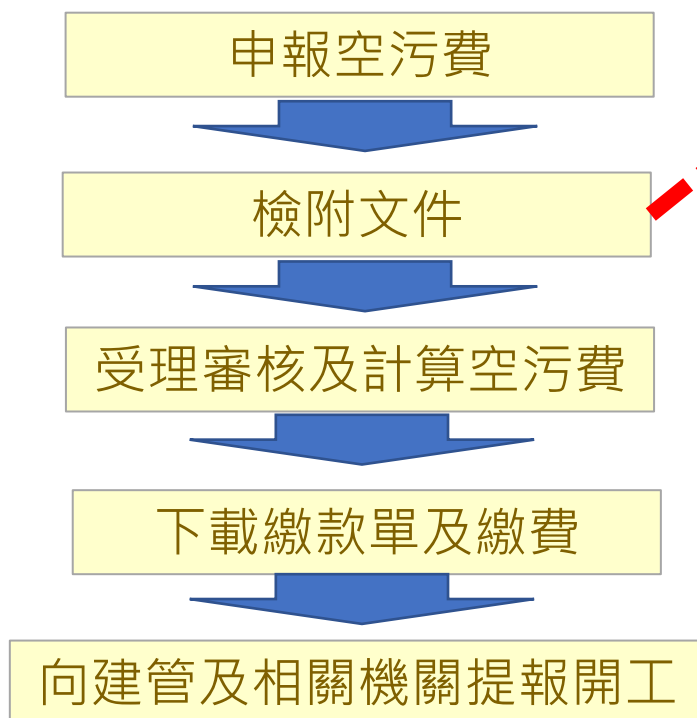 申報空污費
檢附文件
受理審核及計算空污費
下載繳款單及繳費
向建管及相關機關提報開工